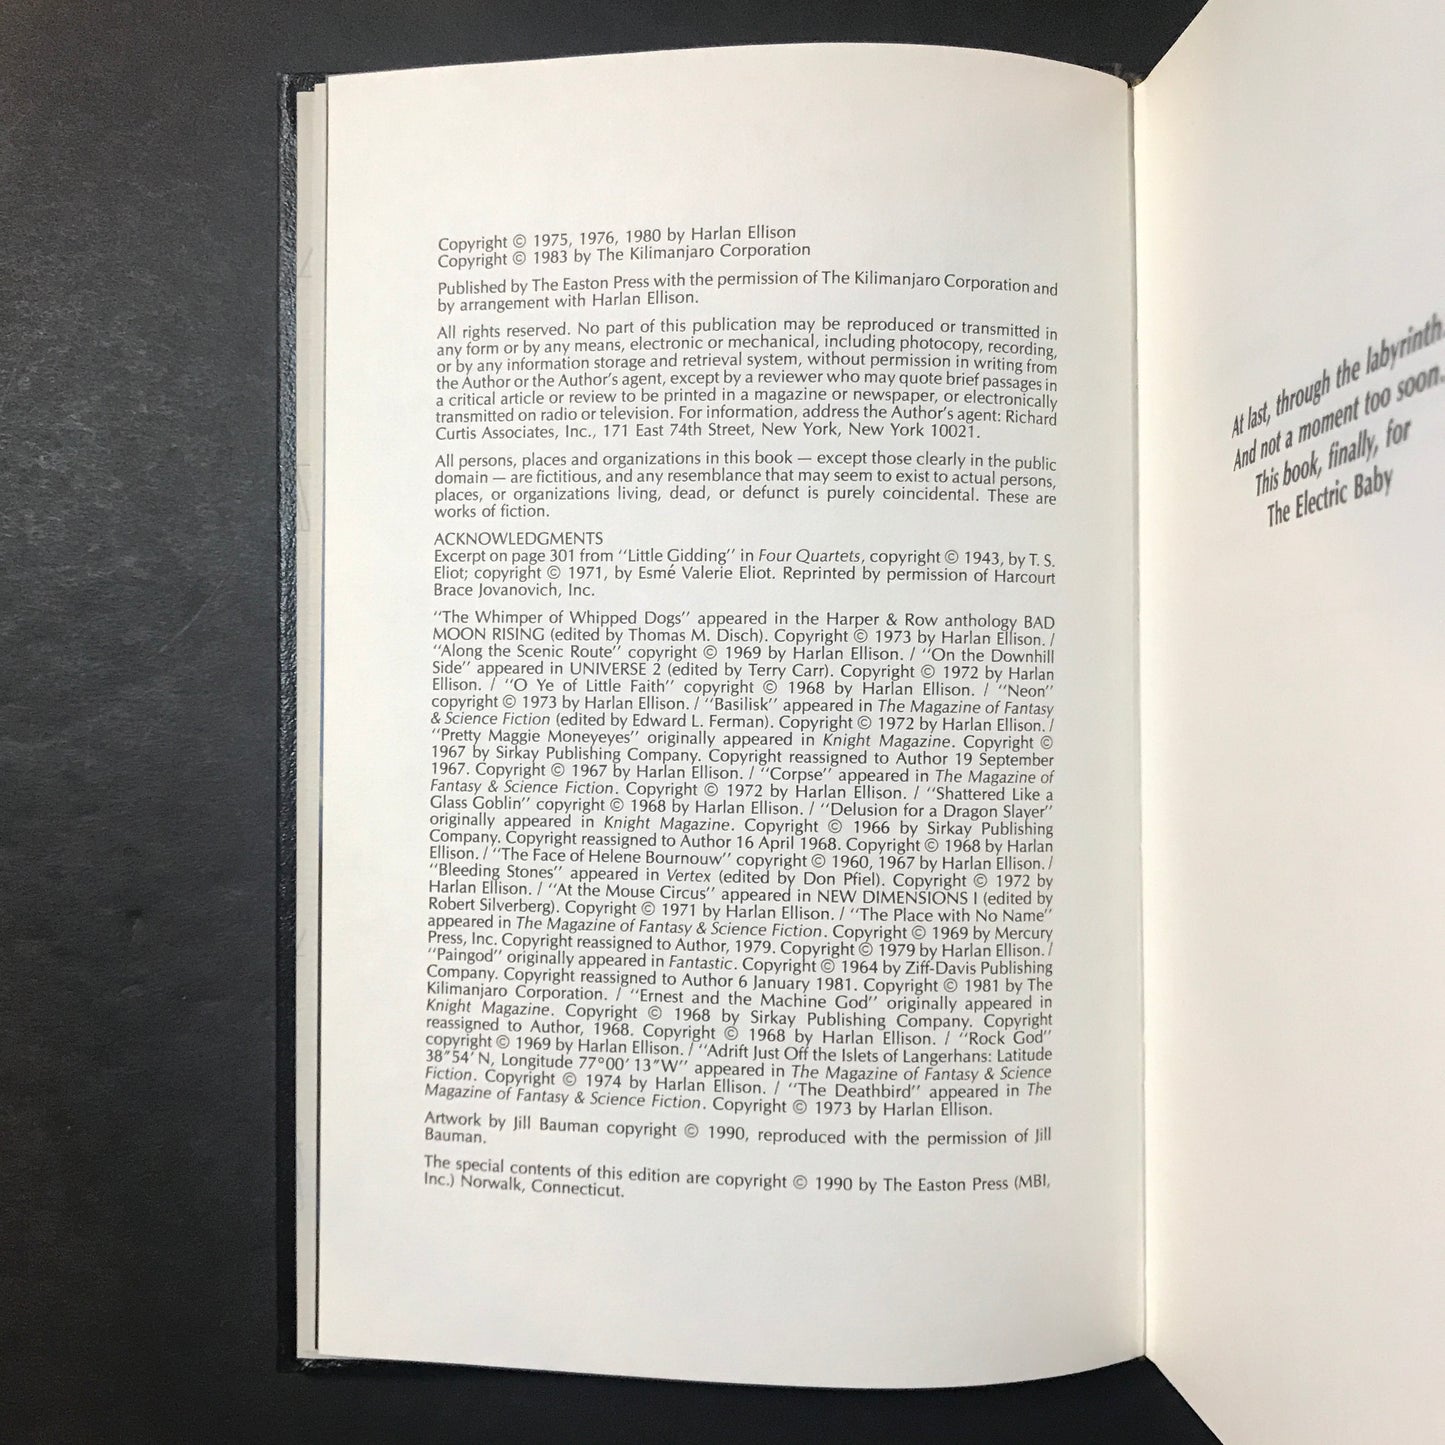 Copyright © 1975, 1976, 1980 by Harlan Ellison
Copyright © 1983 by The Kilimanjaro Corporation
Published by The Easton Press with the permission of The Kilimanjaro Corporation and
by arrangement with Harlan Ellison.
All rights reserved. No part of this publication may be reproduced or transmitted in
any form or by any means, electronic or mechanical, including photocopy, recording,
or by any information storage and retrieval system, without permission in writing from
the Author or the Author's agent, except by a reviewer who may quote brief passages in
a critical article or review to be printed in a magazine or newspaper, or electronically
transmitted on radio or television. For information, address the Author's agent: Richard
Curtis Associates, Inc., 171 East 74th Street, New York, New York 10021.
All persons, places and organizations in this book — except those clearly in the public
domain — are fictitious, and any resemblance that may seem to exist to actual persons,
places, or organizations living, dead, or defunct is purely coincidental. These are
works of fiction.
ACKNOWLEDGMENTS
Excerpt on page 301 from "Little Gidding" in Four Quartets, copyright © 1943, by T. S.
Eliot; copyright © 1971, by Esmé Valerie Eliot. Reprinted by permission of Harcourt
Brace Jovanovich, Inc.
"The Whimper of Whipped Dogs" appeared in the Harper & Row anthology BAD
MOON RISING (edited by Thomas M. Disch). Copyright © 1973 by Harlan Ellison. /
"Along the Scenic Route" copyright © 1969 by Harlan Ellison. / "On the Downhill
Side" appeared in UNIVERSE 2 (edited by Terry Carr). Copyright © 1972 by Harlan
Ellison. / "O Ye of Little Faith" copyright © 1968 by Harlan Ellison. / "Neon"
copyright © 1973 by Harlan Ellison. / "Basilisk" appeared in The Magazine of Fantasy
& Science Fiction (edited by Edward L. Ferman). Copyright © 1972 by Harlan Ellison. /
"Pretty Maggie Moneyeyes" originally appeared in Knight Magazine. Copyright ©
1967 by Sirkay Publishing Company. Copyright reassigned to Author 19 September
1967. Copyright © 1967 by Harlan Ellison. / "Corpse" appeared in The Magazine of
Fantasy & Science Fiction. Copyright © 1972 by Harlan Ellison. / "Shattered Like a
Glass Goblin" copyright © 1968 by Harlan Ellison. / "Delusion for a Dragon Slayer"
originally appeared in Knight Magazine. Copyright © 1966 by Sirkay Publishing
Company. Copyright reassigned to Author 16 April 1968. Copyright © 1968 by Harlan
Ellison. / "The Face of Helene Bournouw" copyright © 1960, 1967 by Harlan Ellison. /
"Bleeding Stones" appeared in Vertex (edited by Don Pfiel). Copyright © 1972 by
Harlan Ellison. / "At the Mouse Circus" appeared in NEW DIMENSIONS I (edited by
Robert Silverberg). Copyright © 1971 by Harlan Ellison. / "The Place with No Name"
appeared in The Magazine of Fantasy & Science Fiction. Copyright © 1969 by Mercury
Press, Inc. Copyright reassigned to Author, 1979. Copyright © 1979 by Harlan Ellison. /
"Paingod" originally appeared in Fantastic. Copyright © 1964 by Ziff-Davis Publishing
Company. Copyright reassigned to Author 6 January 1981. Copyright © 1981 by The
Kilimanjaro Corporation. / "Ernest and the Machine God" originally appeared in
Knight Magazine. Copyright © 1968 by Sirkay Publishing Company. Copyright
reassigned to Author, 1968. Copyright © 1968 by Harlan Ellison. / "Rock God"
copyright © 1969 by Harlan Ellison. / "Adrift Just Off the Islets of Langerhans: Latitude
38°54' N, Longitude 77°00' 13"W" appeared in The Magazine of Fantasy & Science
Fiction. Copyright © 1974 by Harlan Ellison. / "The Deathbird" appeared in The
Magazine of Fantasy & Science Fiction. Copyright © 1973 by Harlan Ellison.
Artwork by Jill Bauman copyright © 1990, reproduced with the permission of Jill
Bauman.
The special contents of this edition are copyright © 1990 by The Easton Press (MBI,
Inc.) Norwalk, Connecticut.
At last, through the labyrinth.
And not a moment too soon.
This book, finally, for
The Electric Baby